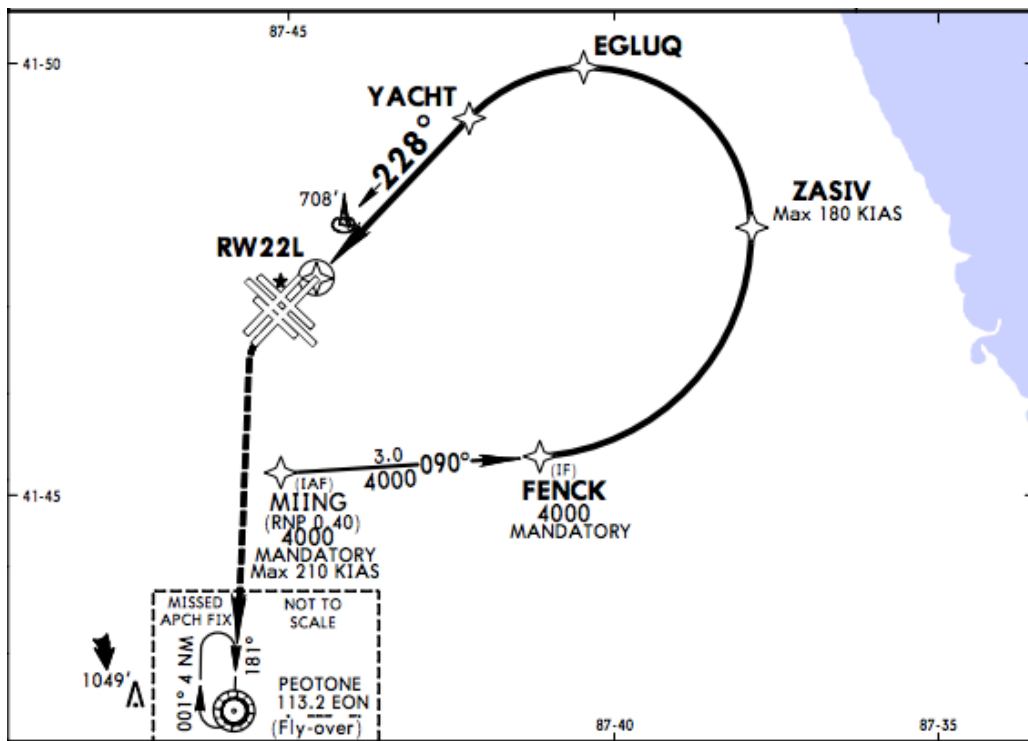 87-45
41-50
EGLUQ
YACHT
228°
708'
ZASIV
Max 180 KIAS
RW22L
3.0
090°
4000
(IAF)
MIING
(RNP 0.40)
4000
MANDATORY
Max 210 KIAS
(IF)
FENCK
4000
MANDATORY
41-45
MISSED
APCH FIX
NOT TO
SCALE
001° 4 NM
181°
1049'
PEOTONE
113.2 EON
(Fly-over)
87-40
87-35